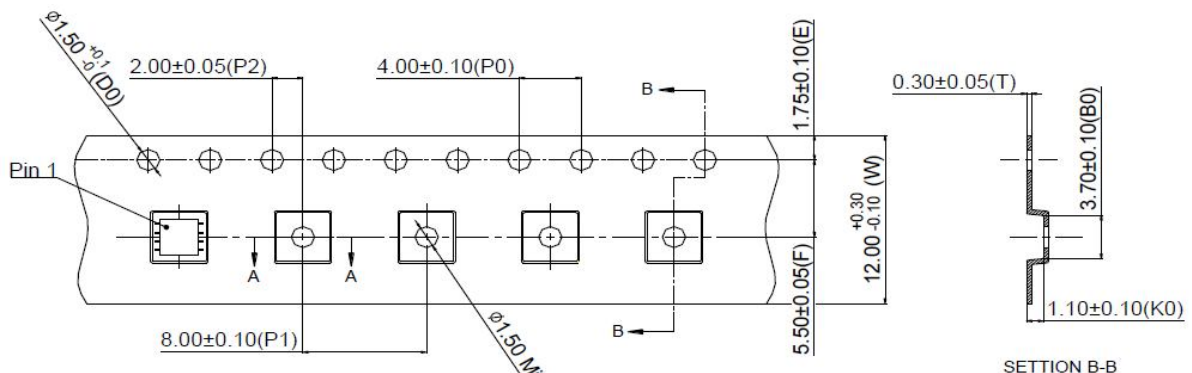 Ø1.50 +0.1 -0 (D0)
2.00±0.05(P2)
4.00±0.10(P0)
B
1.75±0.10(E)
0.30±0.05(T)
3.70±0.10(B0)
Pin 1
12.00 +0.30 -0.10 (W)
5.50±0.05(F)
A
A
8.00±0.10(P1)
Ø1.50
B
1.10±0.10(K0)
SETTION B-B